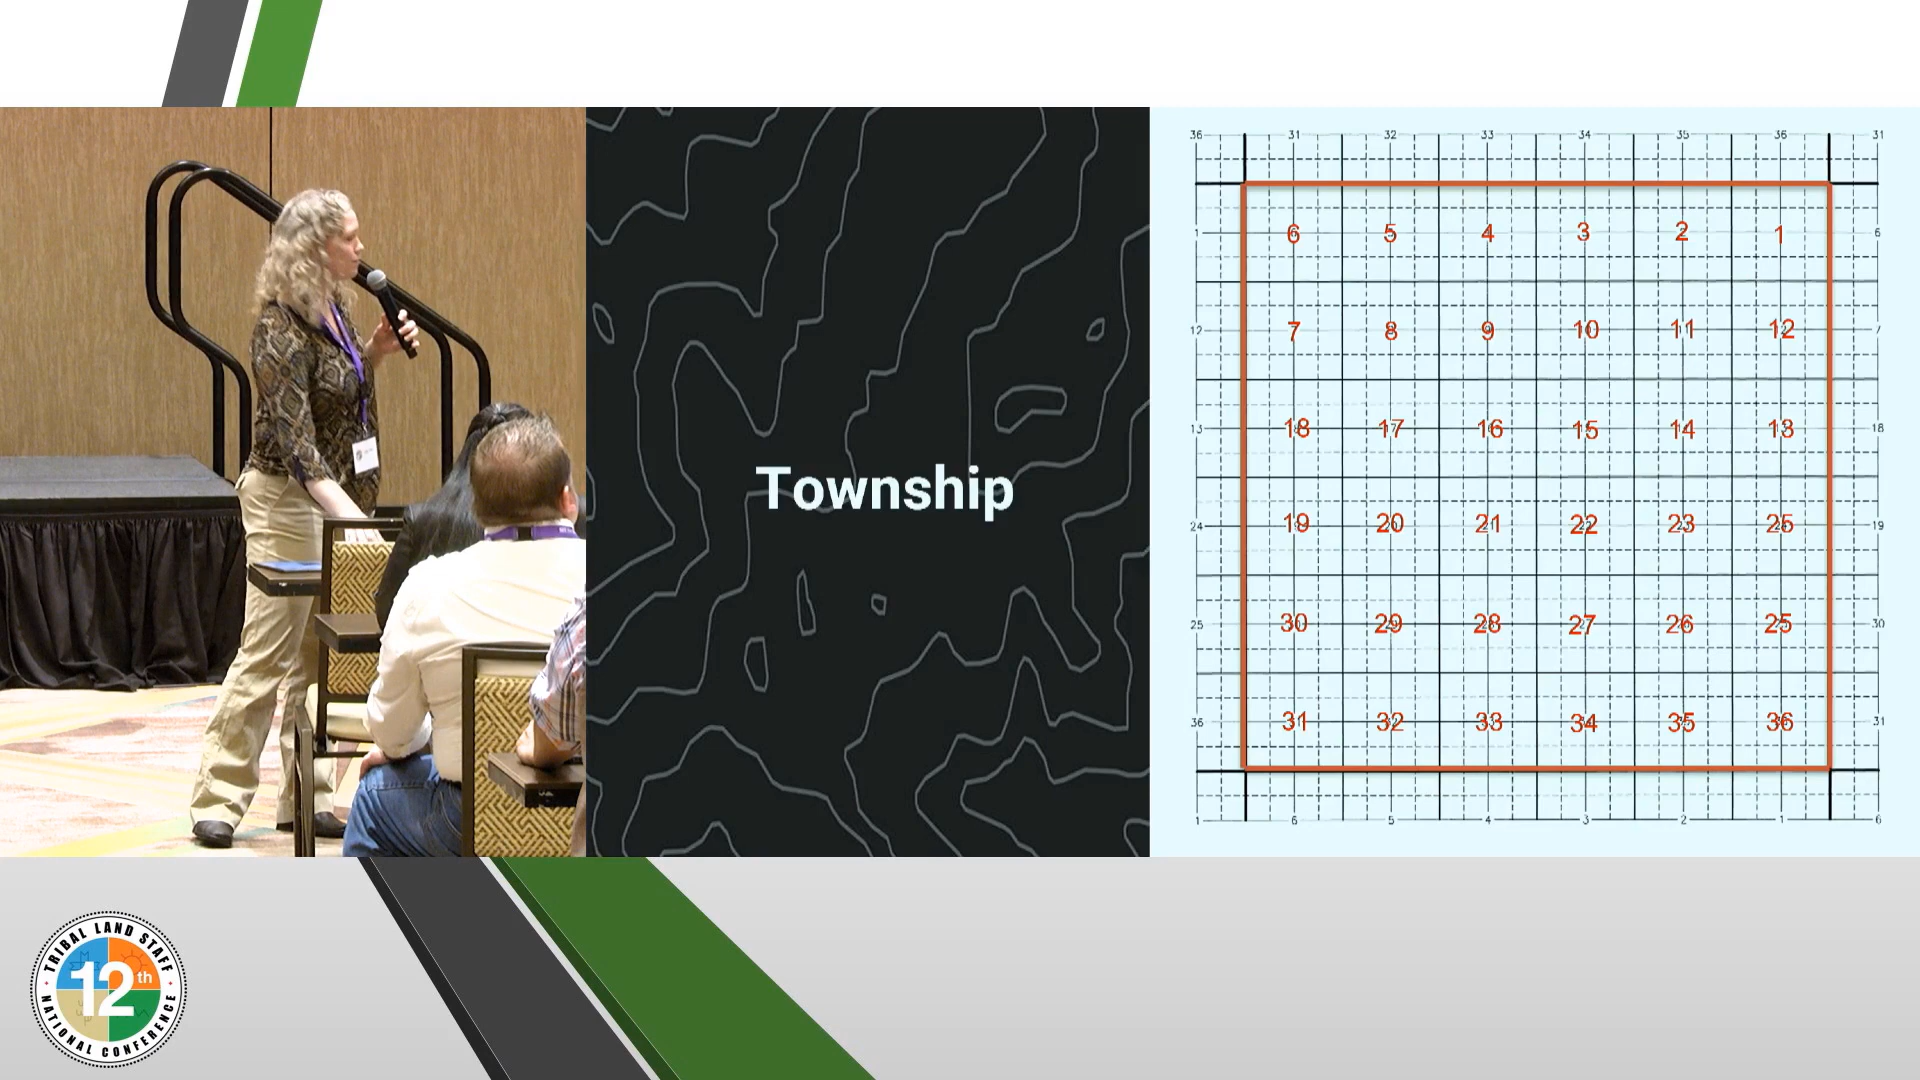 Township
36 31 32 33 34 35 36 31
1 6 5 4 3 2 1 6
12 7 8 9 10 11 12 7
13 18 17 16 15 14 13 18
24 19 20 21 22 23 25 19
25 30 29 28 27 26 25 30
36 31 32 33 34 35 36 31
1 6 5 4 3 2 1 6
TRIBAL LAND STAFF
12th
NATIONAL CONFERENCE